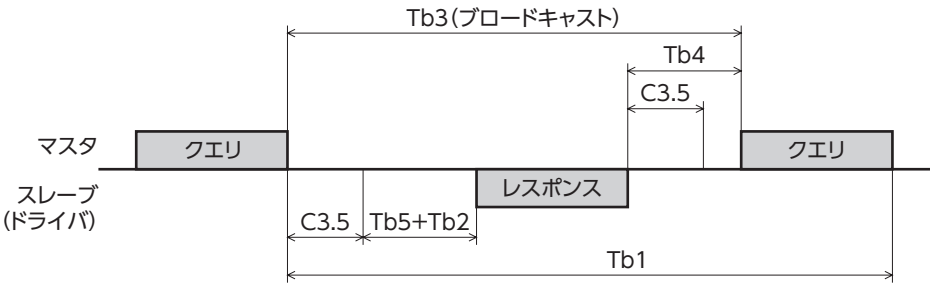 Tb3(ブロードキャスト)
Tb4
C3.5
マスタ
クエリ
クエリ
スレーブ
(ドライバ)
レスポンス
C3.5
Tb5+Tb2
Tb1